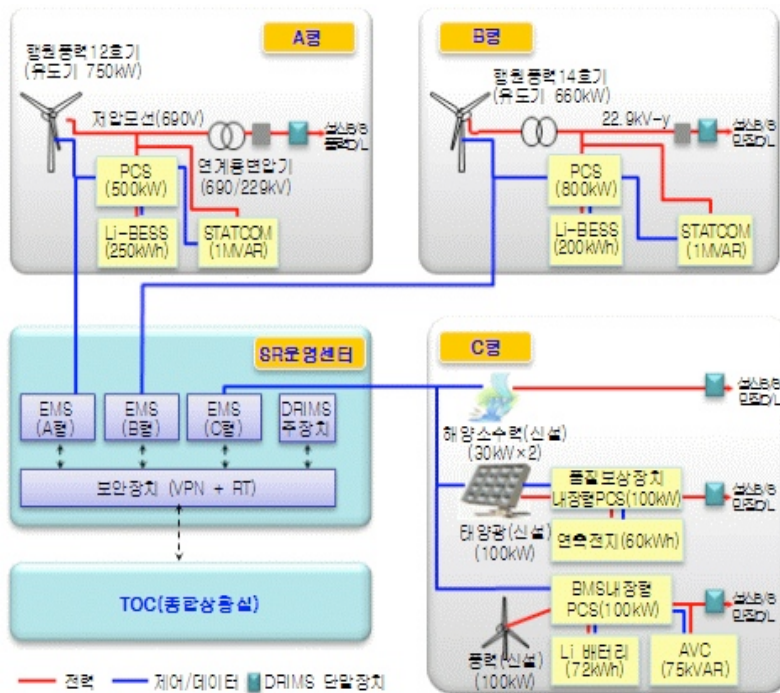 A형
행원풍력12호기
(유도기 750kW)
저압모선(690V)
연계용변압기
(690/229kV)
PCS
(500kW)
Li-BESS
(250kWh)
STATCOM
(1MVAR)
B형
행원풍력14호기
(유도기 660kW)
22.9kV-y
PCS
(800kW)
Li-BESS
(200kWh)
STATCOM
(1MVAR)
SR운영센터
EMS
(A형)
EMS
(B형)
EMS
(C형)
DRIMS
주장치
보안장치 (VPN + RT)
TOC(종합상황실)
C형
해양소수력(신설)
(30kW×2)
품질보상장치
내장형PCS(100kW)
태양광(신설)
(100kW)
연축전지(60kWh)
BMS내장형
PCS(100kW)
풍력(신설)
(100kW)
Li 배터리
(72kWh)
AVC
(75kVAR)
전력
제어/데이터
DRIMS 단말장치